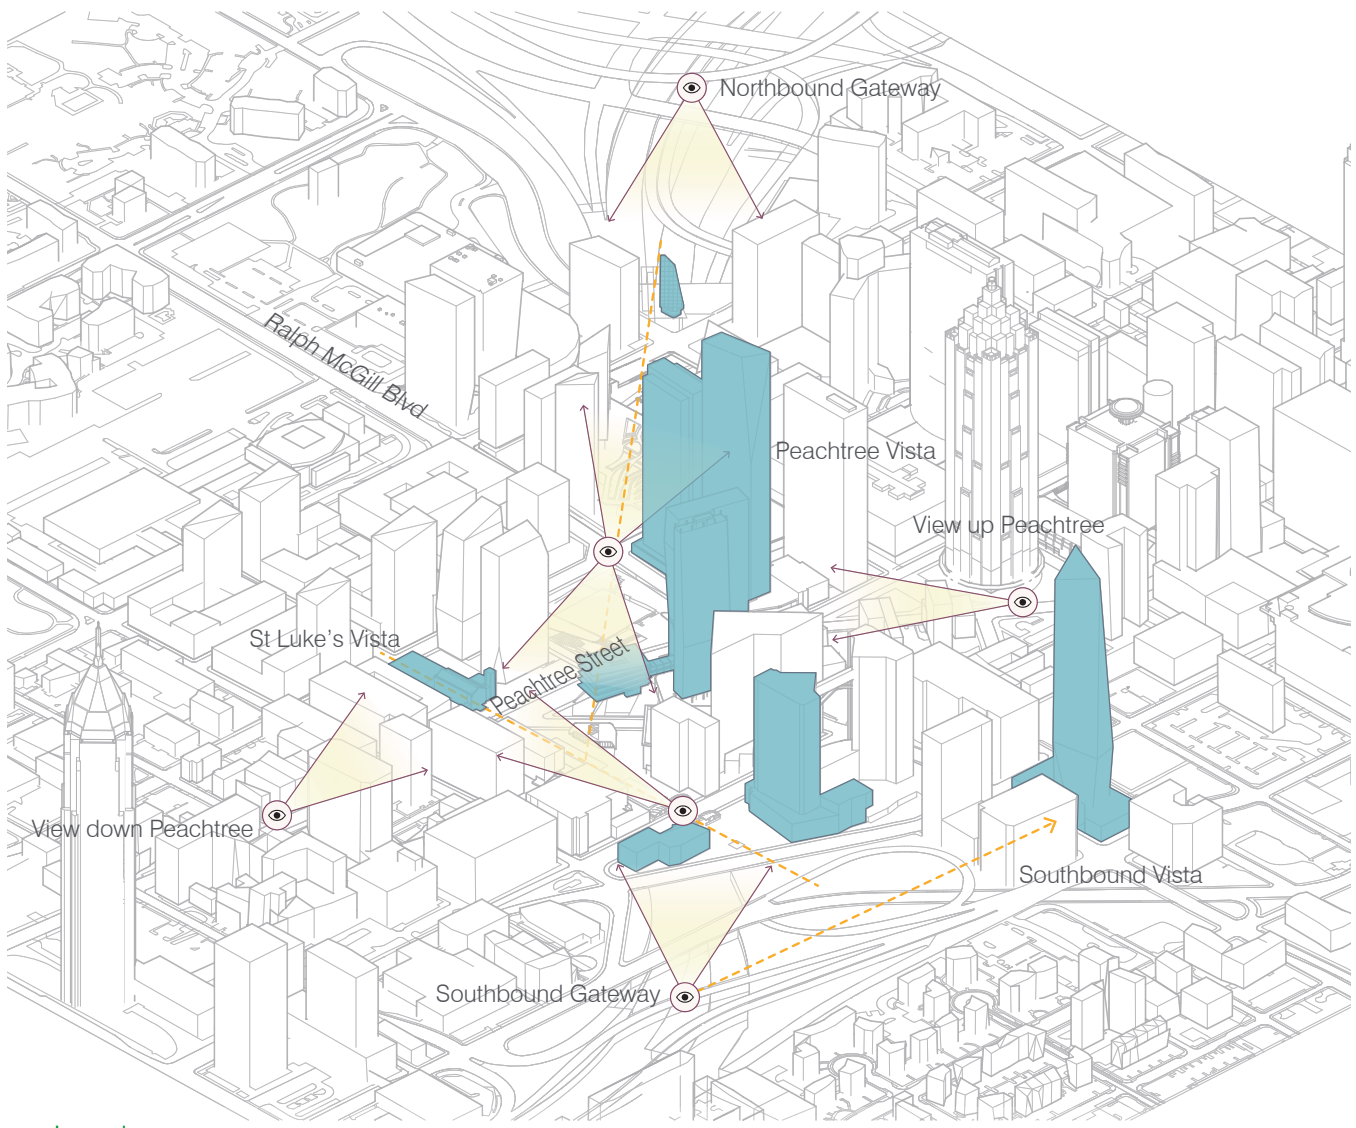 Northbound Gateway
Ralph McGill Blvd
Peachtree Vista
View up Peachtree
St Luke's Vista
Peachtree Street
View down Peachtree
Southbound Vista
Southbound Gateway